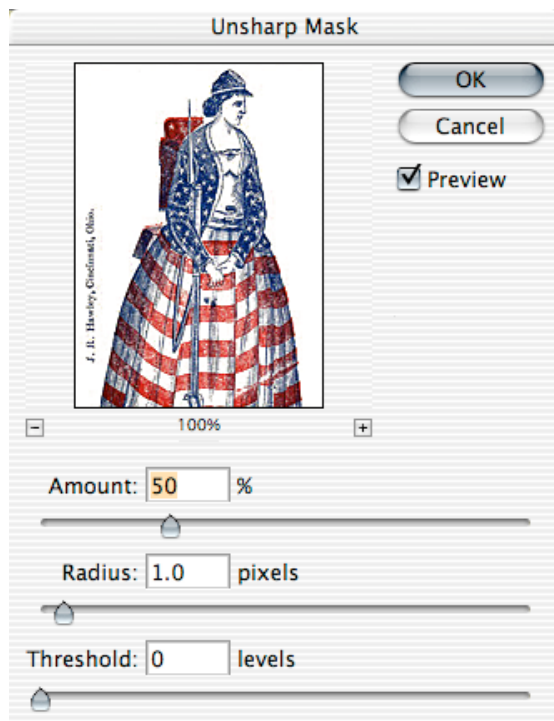 Unsharp Mask
OK
Cancel
Preview
J. R. Hawley, Cincinnati, Ohio.
100%
Amount: 50 %
Radius: 1.0 pixels
Threshold: 0 levels